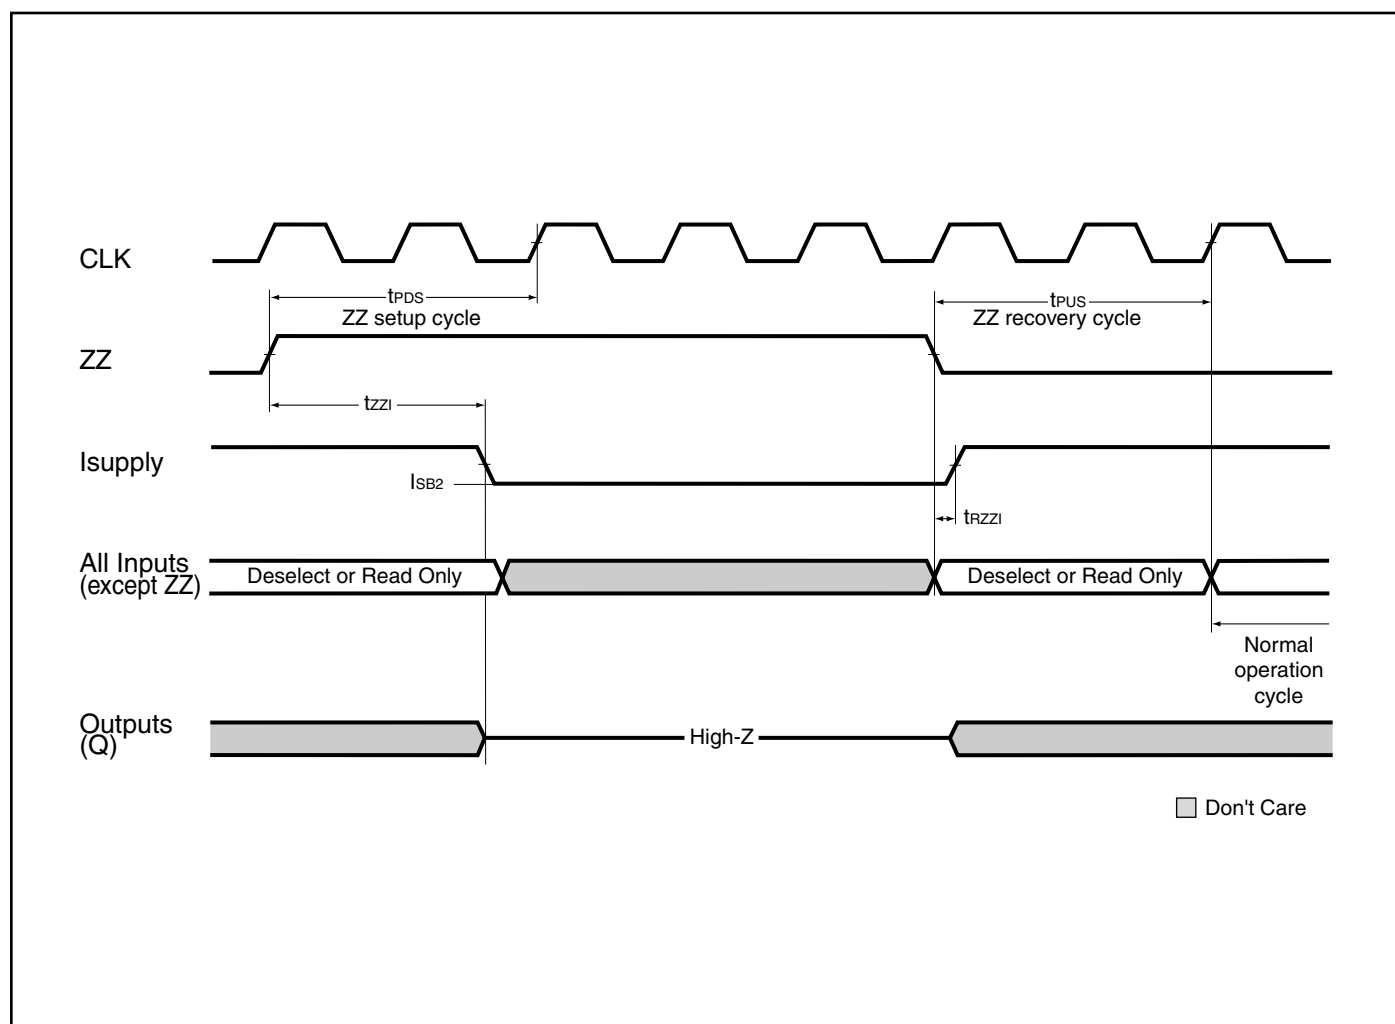 CLK
tPDS
ZZ setup cycle
tPUS
ZZ recovery cycle
ZZ
tZZI
Isupply
ISB2
tRZZI
All Inputs
(except ZZ)
Deselect or Read Only
Deselect or Read Only
Normal
operation
cycle
Outputs
(Q)
High-Z
Don't Care